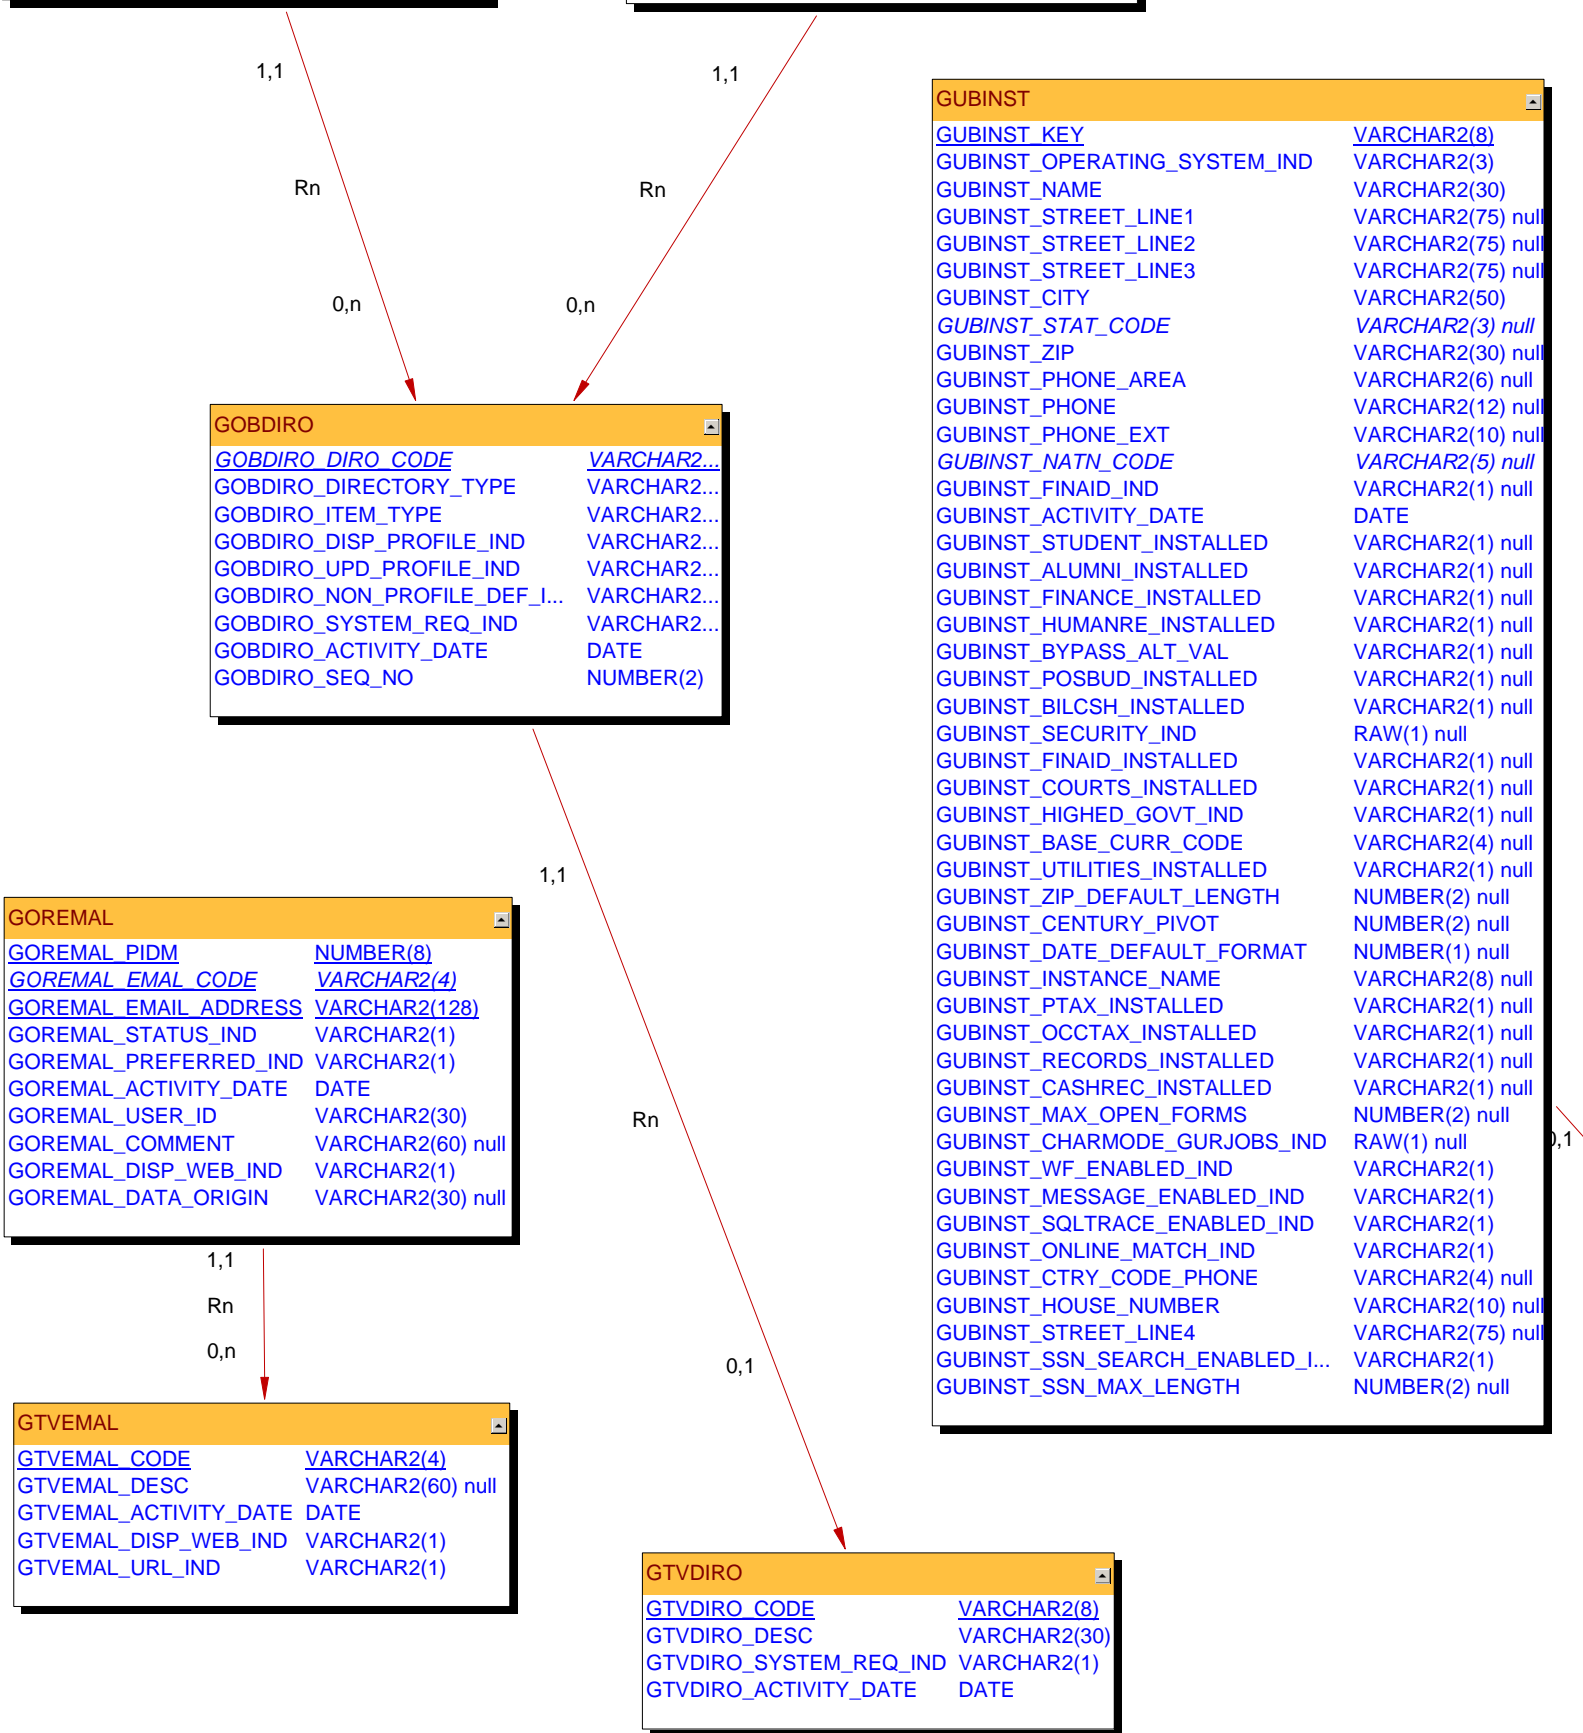 1,1
1,1
Rn
Rn
0,n
0,n
GOBDIRO
GOBDIRO_DIRO_CODE VARCHAR2...
GOBDIRO_DIRECTORY_TYPE VARCHAR2...
GOBDIRO_ITEM_TYPE VARCHAR2...
GOBDIRO_DISP_PROFILE_IND VARCHAR2...
GOBDIRO_UPD_PROFILE_IND VARCHAR2...
GOBDIRO_NON_PROFILE_DEF_I... VARCHAR2...
GOBDIRO_SYSTEM_REQ_IND VARCHAR2...
GOBDIRO_ACTIVITY_DATE DATE
GOBDIRO_SEQ_NO NUMBER(2)
GUBINST
GUBINST_KEY VARCHAR2(8)
GUBINST_OPERATING_SYSTEM_IND VARCHAR2(3)
GUBINST_NAME VARCHAR2(30)
GUBINST_STREET_LINE1 VARCHAR2(75) null
GUBINST_STREET_LINE2 VARCHAR2(75) null
GUBINST_STREET_LINE3 VARCHAR2(75) null
GUBINST_CITY VARCHAR2(50)
GUBINST_STAT_CODE VARCHAR2(3) null
GUBINST_ZIP VARCHAR2(30) null
GUBINST_PHONE_AREA VARCHAR2(6) null
GUBINST_PHONE VARCHAR2(12) null
GUBINST_PHONE_EXT VARCHAR2(10) null
GUBINST_NATN_CODE VARCHAR2(5) null
GUBINST_FINAID_IND VARCHAR2(1) null
GUBINST_ACTIVITY_DATE DATE
GUBINST_STUDENT_INSTALLED VARCHAR2(1) null
GUBINST_ALUMNI_INSTALLED VARCHAR2(1) null
GUBINST_FINANCE_INSTALLED VARCHAR2(1) null
GUBINST_HUMANRE_INSTALLED VARCHAR2(1) null
GUBINST_BYPASS_ALT_VAL VARCHAR2(1) null
GUBINST_POSBUD_INSTALLED VARCHAR2(1) null
GUBINST_BILCSH_INSTALLED VARCHAR2(1) null
GUBINST_SECURITY_IND RAW(1) null
GUBINST_FINAID_INSTALLED VARCHAR2(1) null
GUBINST_COURTS_INSTALLED VARCHAR2(1) null
GUBINST_HIGHED_GOVT_IND VARCHAR2(1) null
GUBINST_BASE_CURR_CODE VARCHAR2(4) null
GUBINST_UTILITIES_INSTALLED VARCHAR2(1) null
GUBINST_ZIP_DEFAULT_LENGTH NUMBER(2) null
GUBINST_CENTURY_PIVOT NUMBER(2) null
GUBINST_DATE_DEFAULT_FORMAT NUMBER(1) null
GUBINST_INSTANCE_NAME VARCHAR2(8) null
GUBINST_PTAX_INSTALLED VARCHAR2(1) null
GUBINST_OCCTAX_INSTALLED VARCHAR2(1) null
GUBINST_RECORDS_INSTALLED VARCHAR2(1) null
GUBINST_CASHREC_INSTALLED VARCHAR2(1) null
GUBINST_MAX_OPEN_FORMS NUMBER(2) null
GUBINST_CHARMODE_GURJOBS_IND RAW(1) null
GUBINST_WF_ENABLED_IND VARCHAR2(1)
GUBINST_MESSAGE_ENABLED_IND VARCHAR2(1)
GUBINST_SQLTRACE_ENABLED_IND VARCHAR2(1)
GUBINST_ONLINE_MATCH_IND VARCHAR2(1)
GUBINST_CTRY_CODE_PHONE VARCHAR2(4) null
GUBINST_HOUSE_NUMBER VARCHAR2(10) null
GUBINST_STREET_LINE4 VARCHAR2(75) null
GUBINST_SSN_SEARCH_ENABLED_I... VARCHAR2(1)
GUBINST_SSN_MAX_LENGTH NUMBER(2) null
0,1
1,1
Rn
0,1
GOREMAL
GOREMAL_PIDM NUMBER(8)
GOREMAL_EMAL_CODE VARCHAR2(4)
GOREMAL_EMAIL_ADDRESS VARCHAR2(128)
GOREMAL_STATUS_IND VARCHAR2(1)
GOREMAL_PREFERRED_IND VARCHAR2(1)
GOREMAL_ACTIVITY_DATE DATE
GOREMAL_USER_ID VARCHAR2(30)
GOREMAL_COMMENT VARCHAR2(60) null
GOREMAL_DISP_WEB_IND VARCHAR2(1)
GOREMAL_DATA_ORIGIN VARCHAR2(30) null
1,1
Rn
0,n
GTVEMAL
GTVEMAL_CODE VARCHAR2(4)
GTVEMAL_DESC VARCHAR2(60) null
GTVEMAL_ACTIVITY_DATE DATE
GTVEMAL_DISP_WEB_IND VARCHAR2(1)
GTVEMAL_URL_IND VARCHAR2(1)
GTVDIRO
GTVDIRO_CODE VARCHAR2(8)
GTVDIRO_DESC VARCHAR2(30)
GTVDIRO_SYSTEM_REQ_IND VARCHAR2(1)
GTVDIRO_ACTIVITY_DATE DATE